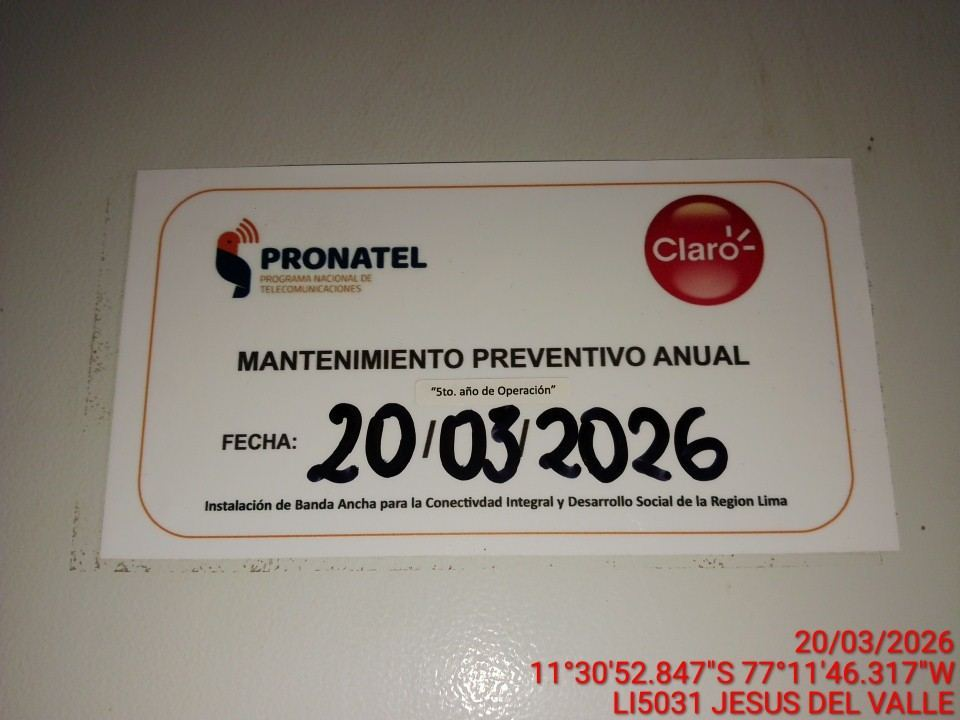 PRONATEL
PROGRAMA NACIONAL DE
TELECOMUNICACIONES
Claro
MANTENIMIENTO PREVENTIVO ANUAL
"5to. año de Operación"
FECHA: 20/03/2026
Instalación de Banda Ancha para la Conectivdad Integral y Desarrollo Social de la Region Lima
20/03/2026
11°30'52.847"S 77°11'46.317"W
LI5031 JESUS DEL VALLE